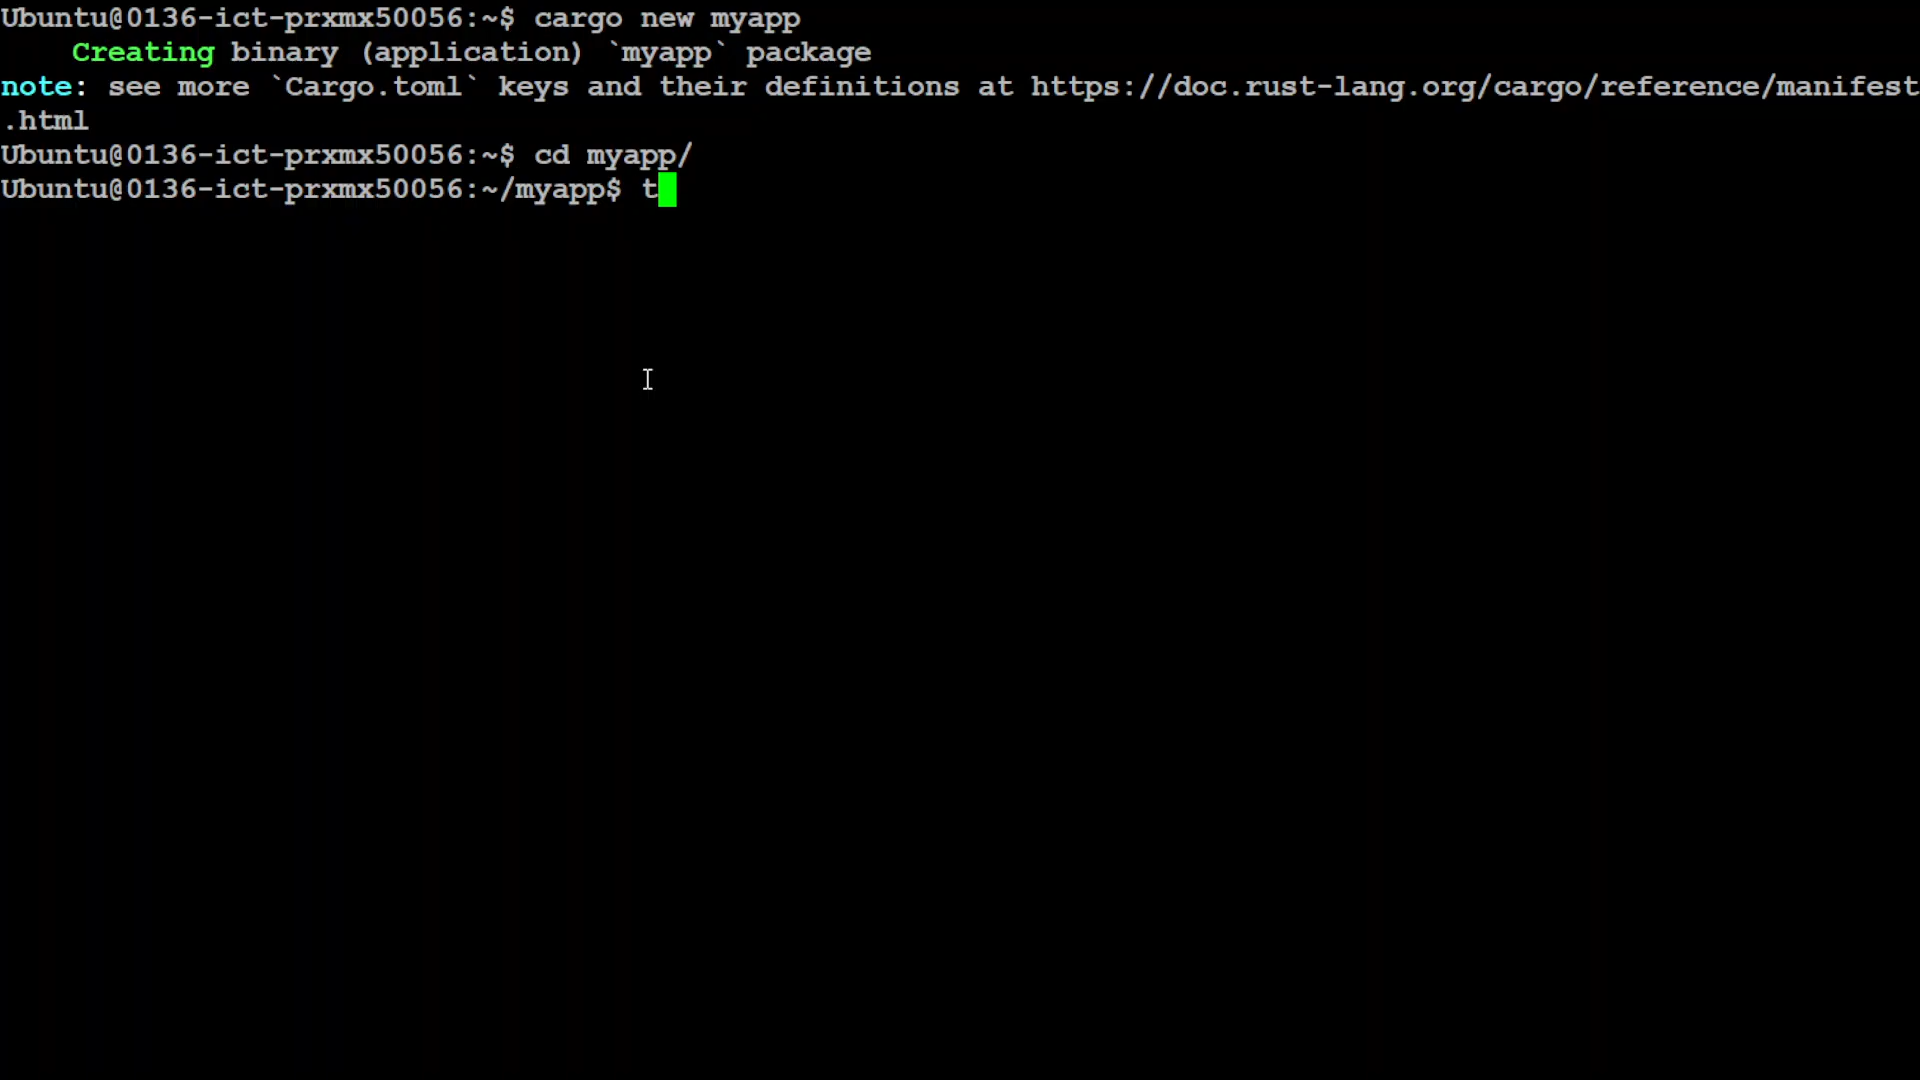 Ubuntu@0136-ict-prxmx50056:~$ cargo new myapp
    Creating binary (application) `myapp` package
note: see more `Cargo.toml` keys and their definitions at https://doc.rust-lang.org/cargo/reference/manifest
.html
Ubuntu@0136-ict-prxmx50056:~$ cd myapp/
Ubuntu@0136-ict-prxmx50056:~/myapp$ t